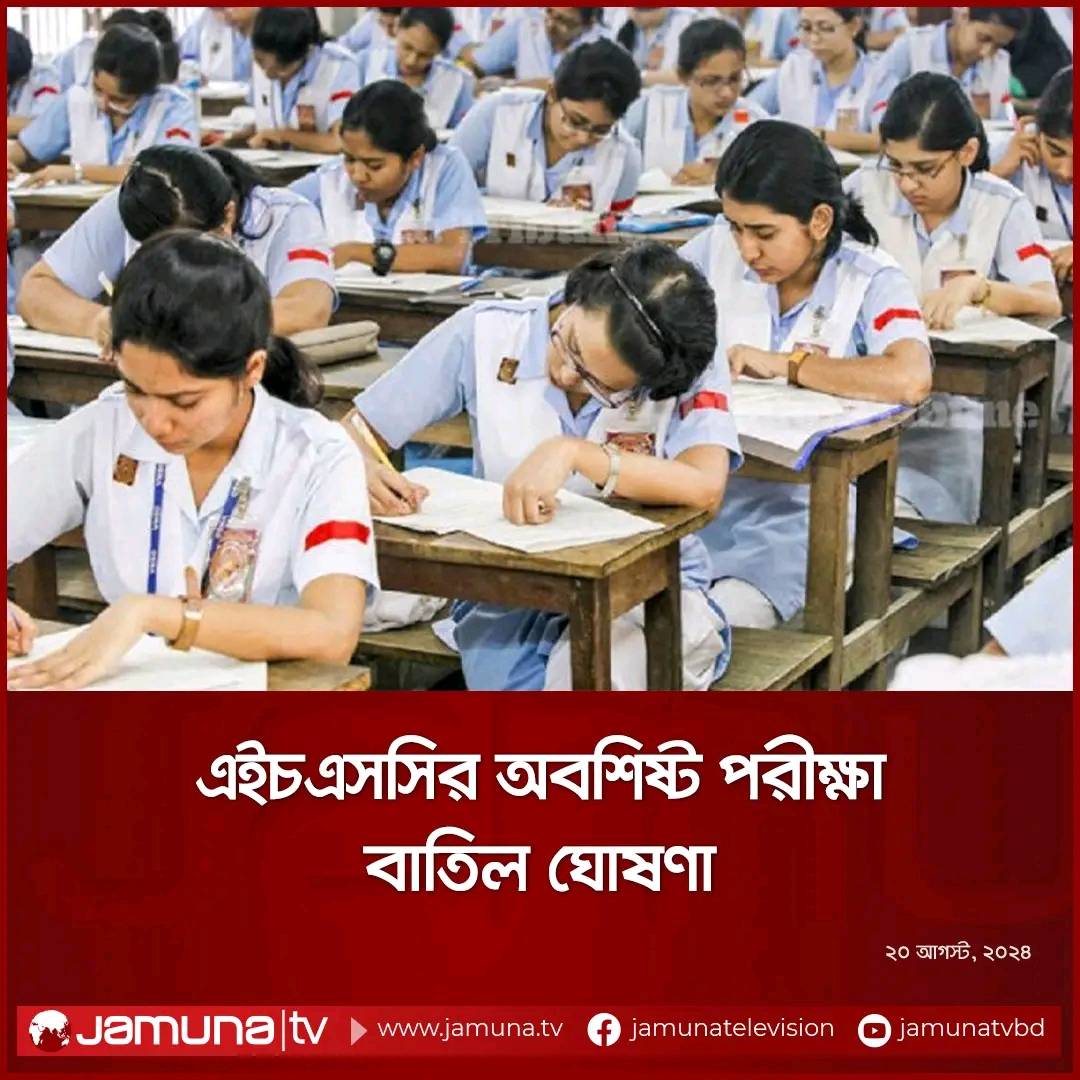 এইচএসসির অবশিষ্ট পরীক্ষা
বাতিল ঘোষণা
২০ আগস্ট, ২০২৪
Jamuna|tv www.jamuna.tv jamunatelevision jamunatvbd